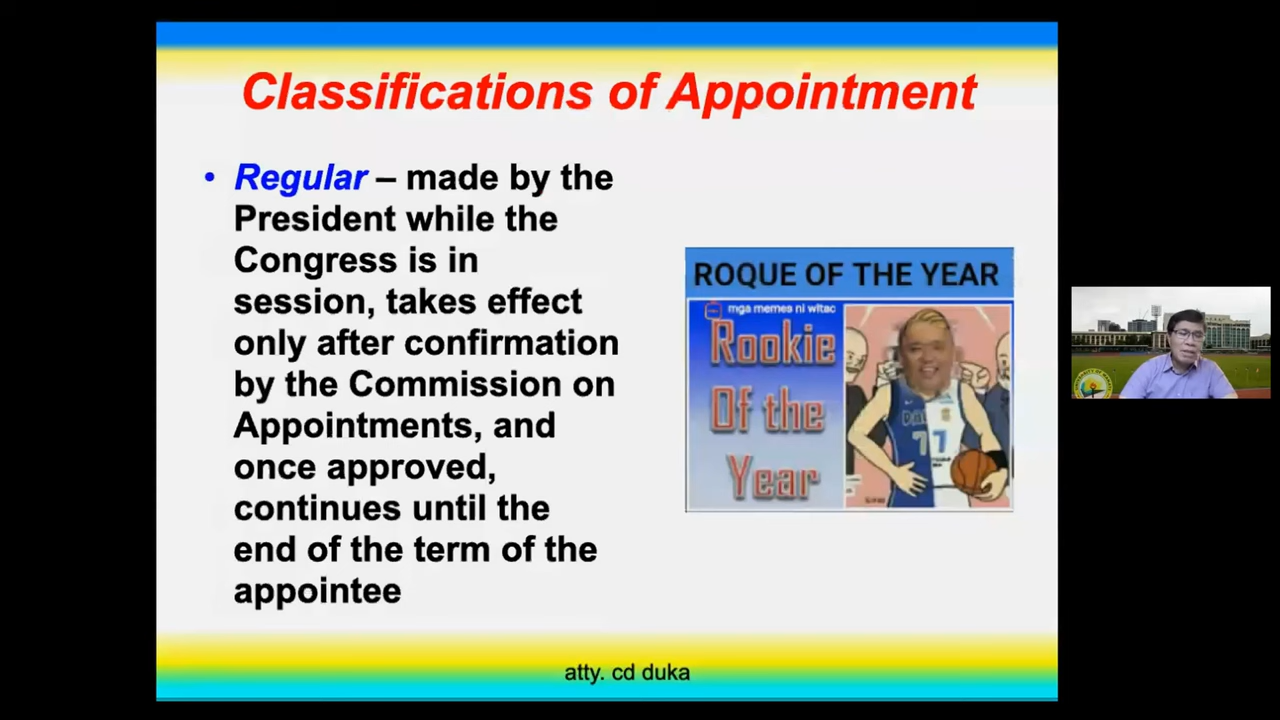 Classifications of Appointment
• Regular – made by the
President while the
Congress is in
session, takes effect
only after confirmation
by the Commission on
Appointments, and
once approved,
continues until the
end of the term of the
appointee
ROQUE OF THE YEAR
mga memes ni witac
Rookie
Of the
Year
77
atty. cd duka